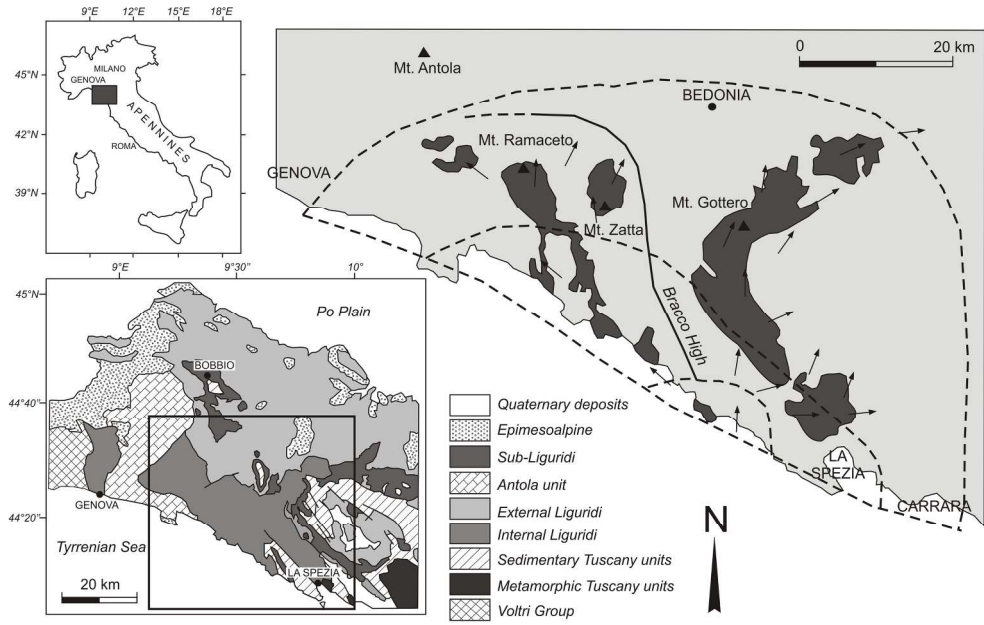 6°E 9°E 12°E 15°E 18°E
45°N
MILANO
GENOVA
42°N
APENNINES
ROMA
39°N
0 20 km
Mt. Antola
BEDONIA
Mt. Ramaceto
GENOVA
Mt. Gottero
Mt. Zatta
Bracco High
LA
SPEZIA
CARRARA
N
9°E 9°30' 10°
45°N
Po Plain
BOBBIO
44°40'
GENOVA
44°20'
Tyrrenian Sea
LA SPEZIA
20 km
Quaternary deposits
Epimesoalpine
Sub-Liguridi
Antola unit
External Liguridi
Internal Liguridi
Sedimentary Tuscany units
Metamorphic Tuscany units
Voltri Group